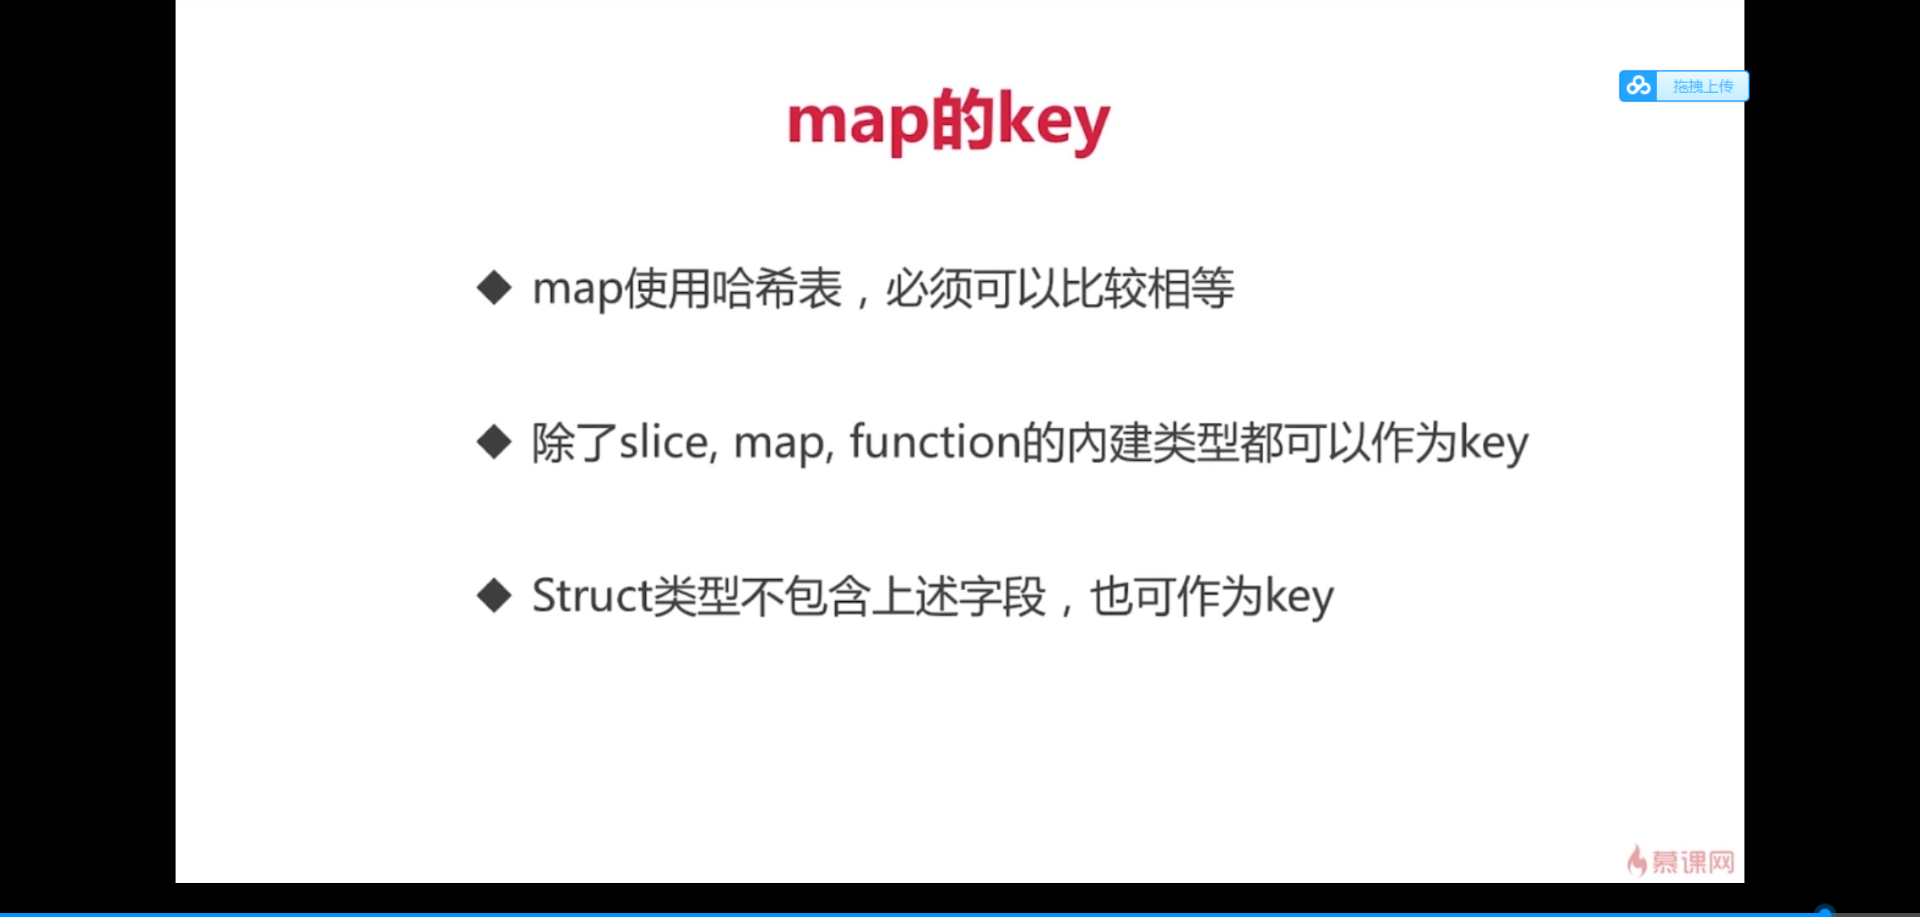 map的key
拖拽上传
◆ map使用哈希表，必须可以比较相等
◆ 除了slice, map, function的内建类型都可以作为key
◆ Struct类型不包含上述字段，也可作为key
慕课网